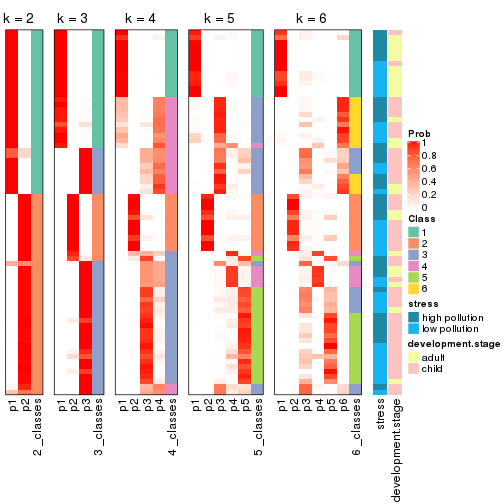 k = 2
k = 3
k = 4
k = 5
k = 6
Prob
1
0.8
0.6
0.4
0.2
0
Class
1
2
3
4
5
6
stress
high pollution
low pollution
development.stage
adult
child
p1
p2
2_classes
p1
p2
p3
3_classes
p1
p2
p3
p4
4_classes
p1
p2
p3
p4
p5
5_classes
p1
p2
p3
p4
p5
p6
6_classes
stress
development.stage